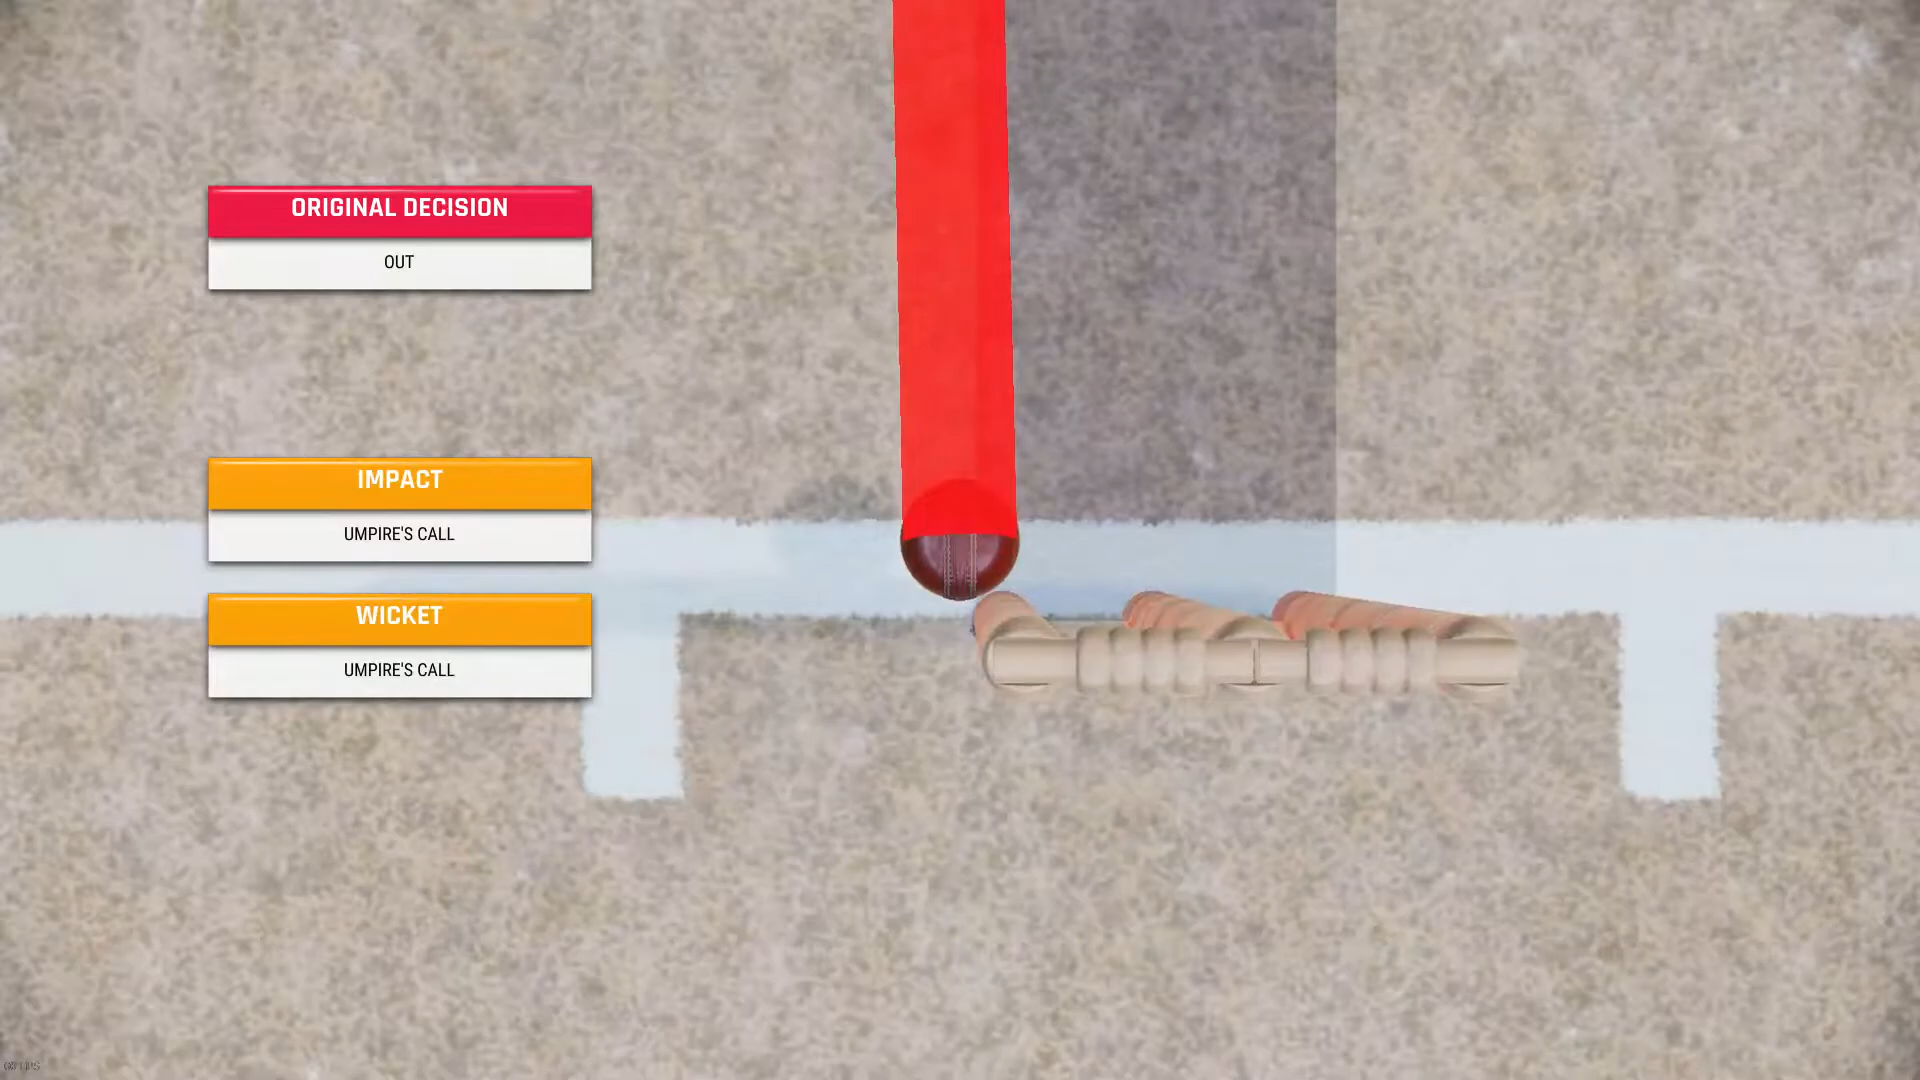 ORIGINAL DECISION
OUT
IMPACT
UMPIRE'S CALL
WICKET
UMPIRE'S CALL